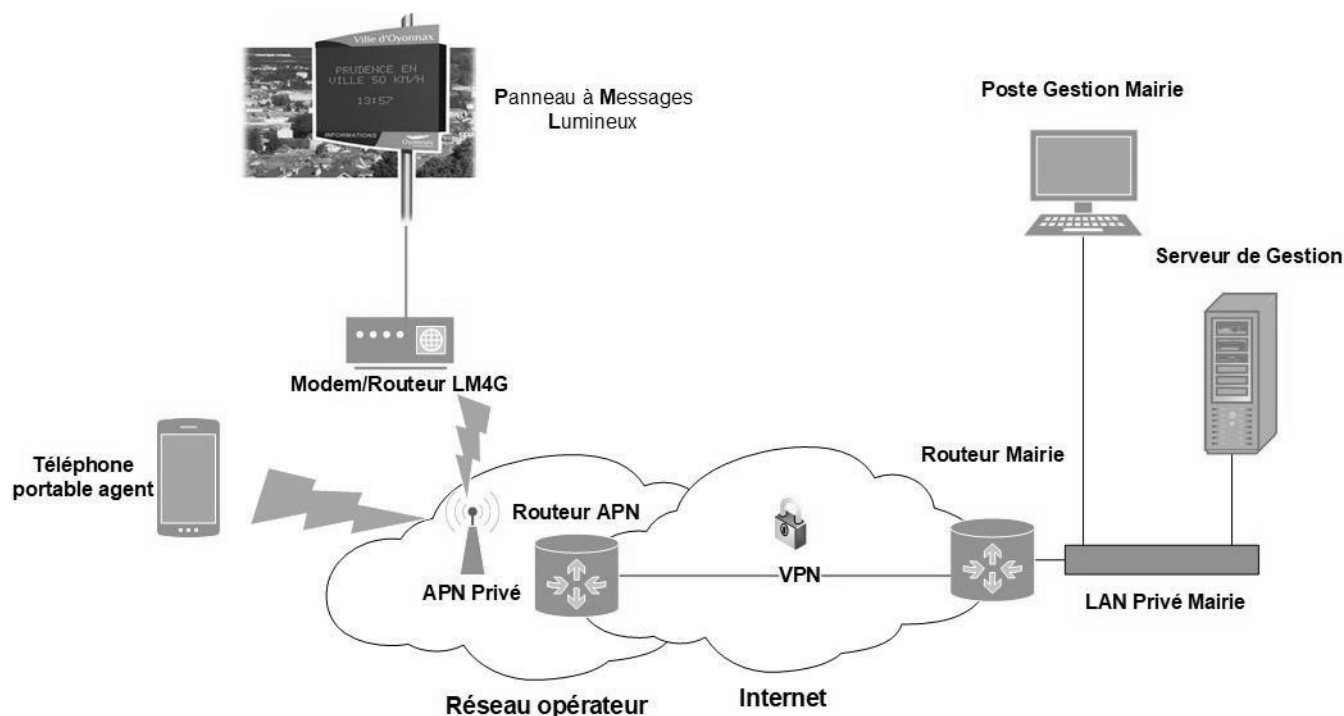 Ville d'Oyonnax
PRUDENCE EN
VILLE 50 KM/H
13:57
INFORMATIONS
Oyonnax
Panneau à Messages
Lumineux
Poste Gestion Mairie
Serveur de Gestion
Modem/Routeur LM4G
Téléphone
portable agent
Routeur Mairie
Routeur APN
VPN
APN Privé
LAN Privé Mairie
Réseau opérateur
Internet